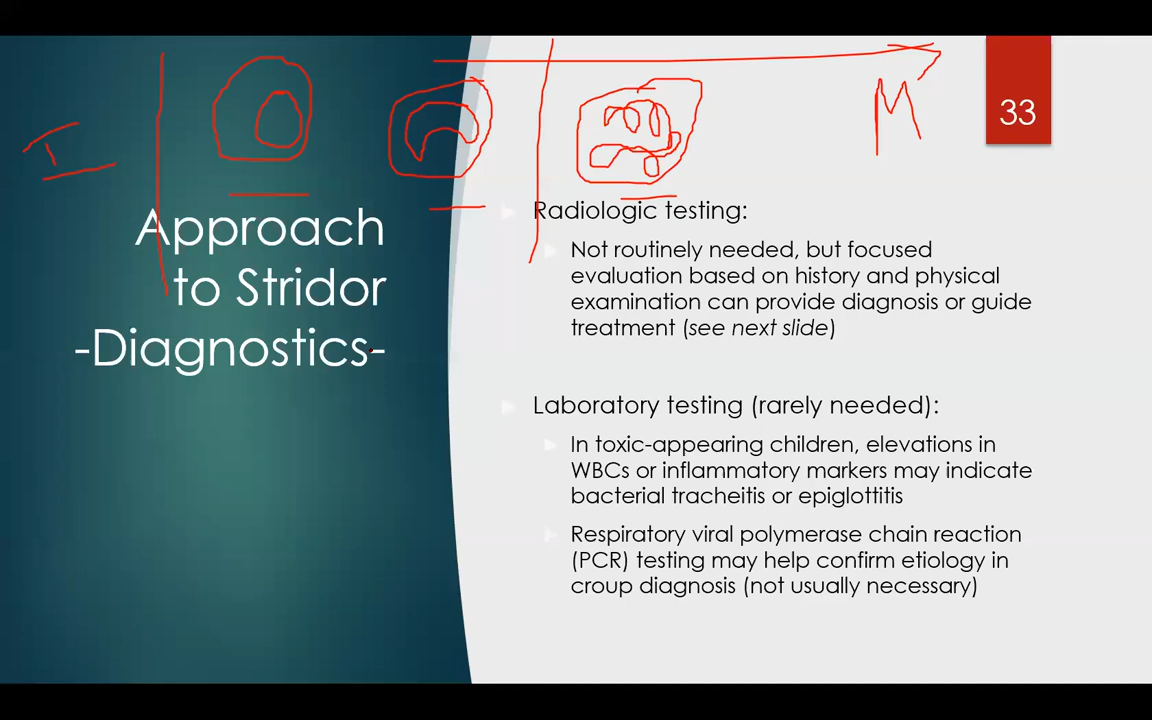 I
M
33
Approach
to Stridor
-Diagnostics-
Radiologic testing:
Not routinely needed, but focused
evaluation based on history and physical
examination can provide diagnosis or guide
treatment (see next slide)
Laboratory testing (rarely needed):
In toxic-appearing children, elevations in
WBCs or inflammatory markers may indicate
bacterial tracheitis or epiglottitis
Respiratory viral polymerase chain reaction
(PCR) testing may help confirm etiology in
croup diagnosis (not usually necessary)